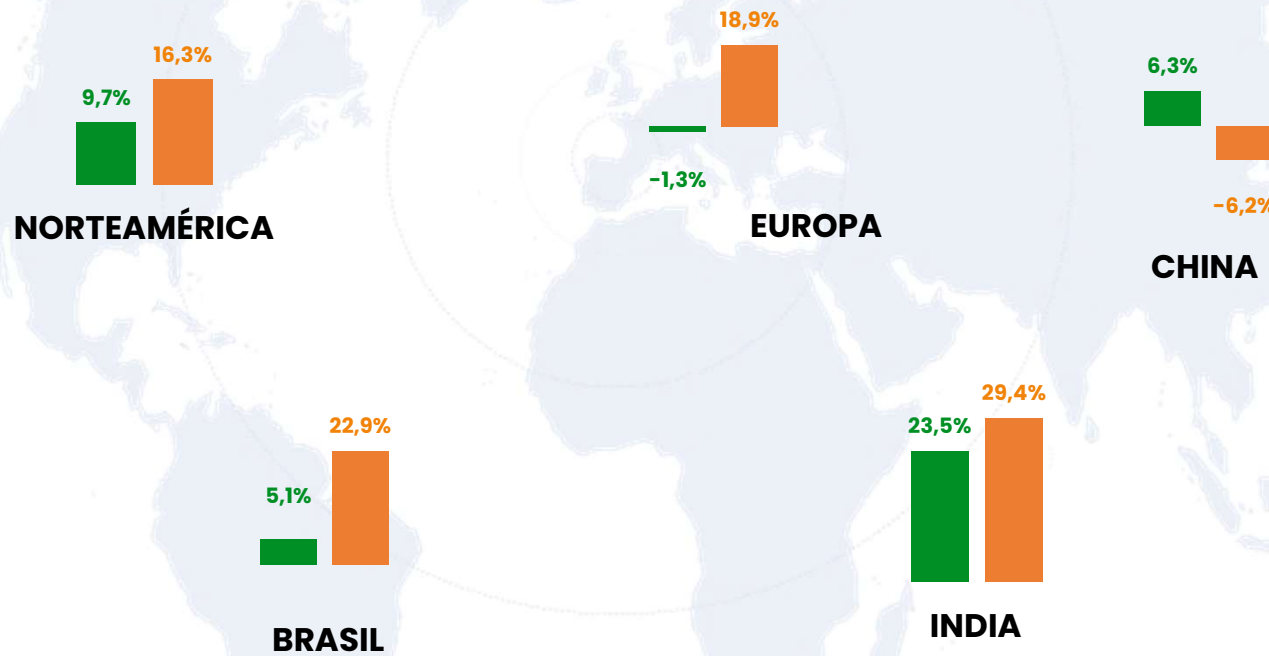 16,3%
9,7%
NORTEAMÉRICA
18,9%
-1,3%
EUROPA
6,3%
-6,2%
CHINA
22,9%
5,1%
BRASIL
29,4%
23,5%
INDIA